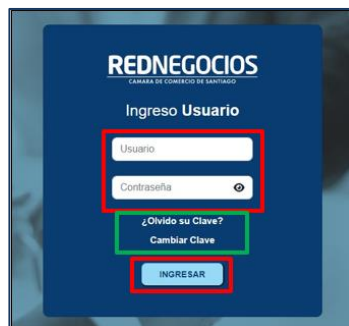 REDNEGOCIOS
CAMARA DE COMERCIO DE SANTIAGO
Ingreso Usuario
Usuario
Contraseña
¿Olvido su Clave?
Cambiar Clave
INGRESAR